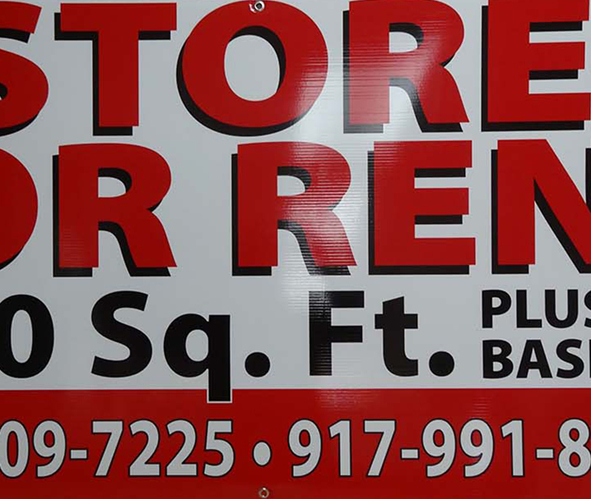 STORE
OR REN
0 Sq. Ft. PLUS
BAS
09-7225 • 917-991-8